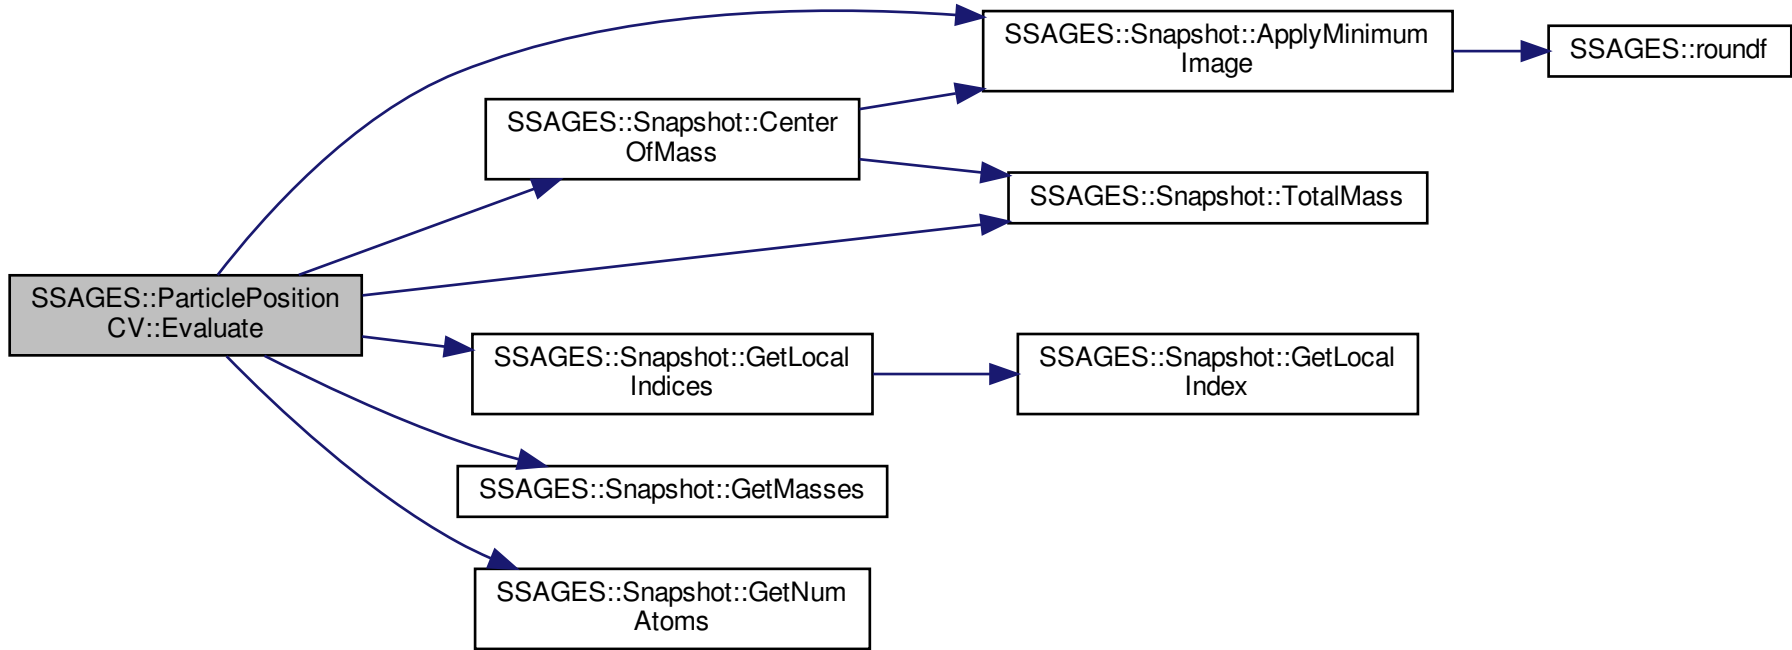 SSAGES::Snapshot::ApplyMinimum
Image
SSAGES::roundf
SSAGES::Snapshot::Center
OfMass
SSAGES::Snapshot::TotalMass
SSAGES::ParticlePosition
CV::Evaluate
SSAGES::Snapshot::GetLocal
Indices
SSAGES::Snapshot::GetLocal
Index
SSAGES::Snapshot::GetMasses
SSAGES::Snapshot::GetNum
Atoms